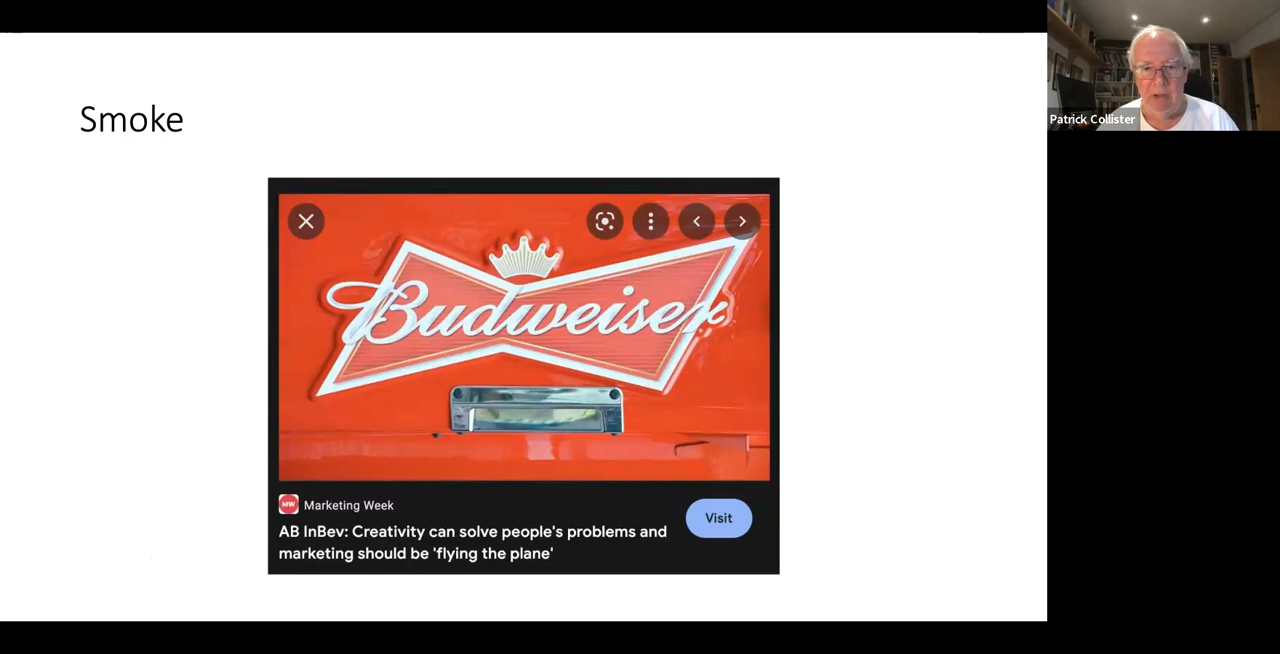 Smoke
Patrick Collister
Budweiser
MW
Marketing Week
AB InBev: Creativity can solve people's problems and
marketing should be 'flying the plane'
Visit